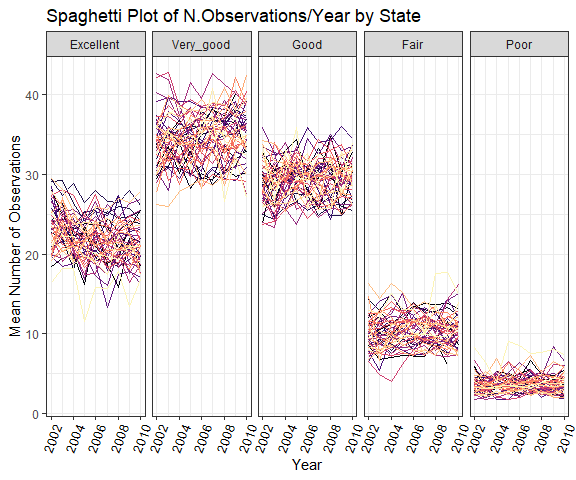 Spaghetti Plot of N.Observations/Year by State
Excellent Very_good Good Fair Poor
40
30
20
10
0
Mean Number of Observations
2002 2004 2006 2008 2010 2002 2004 2006 2008 2010 2002 2004 2006 2008 2010 2002 2004 2006 2008 2010 2002 2004 2006 2008 2010
Year